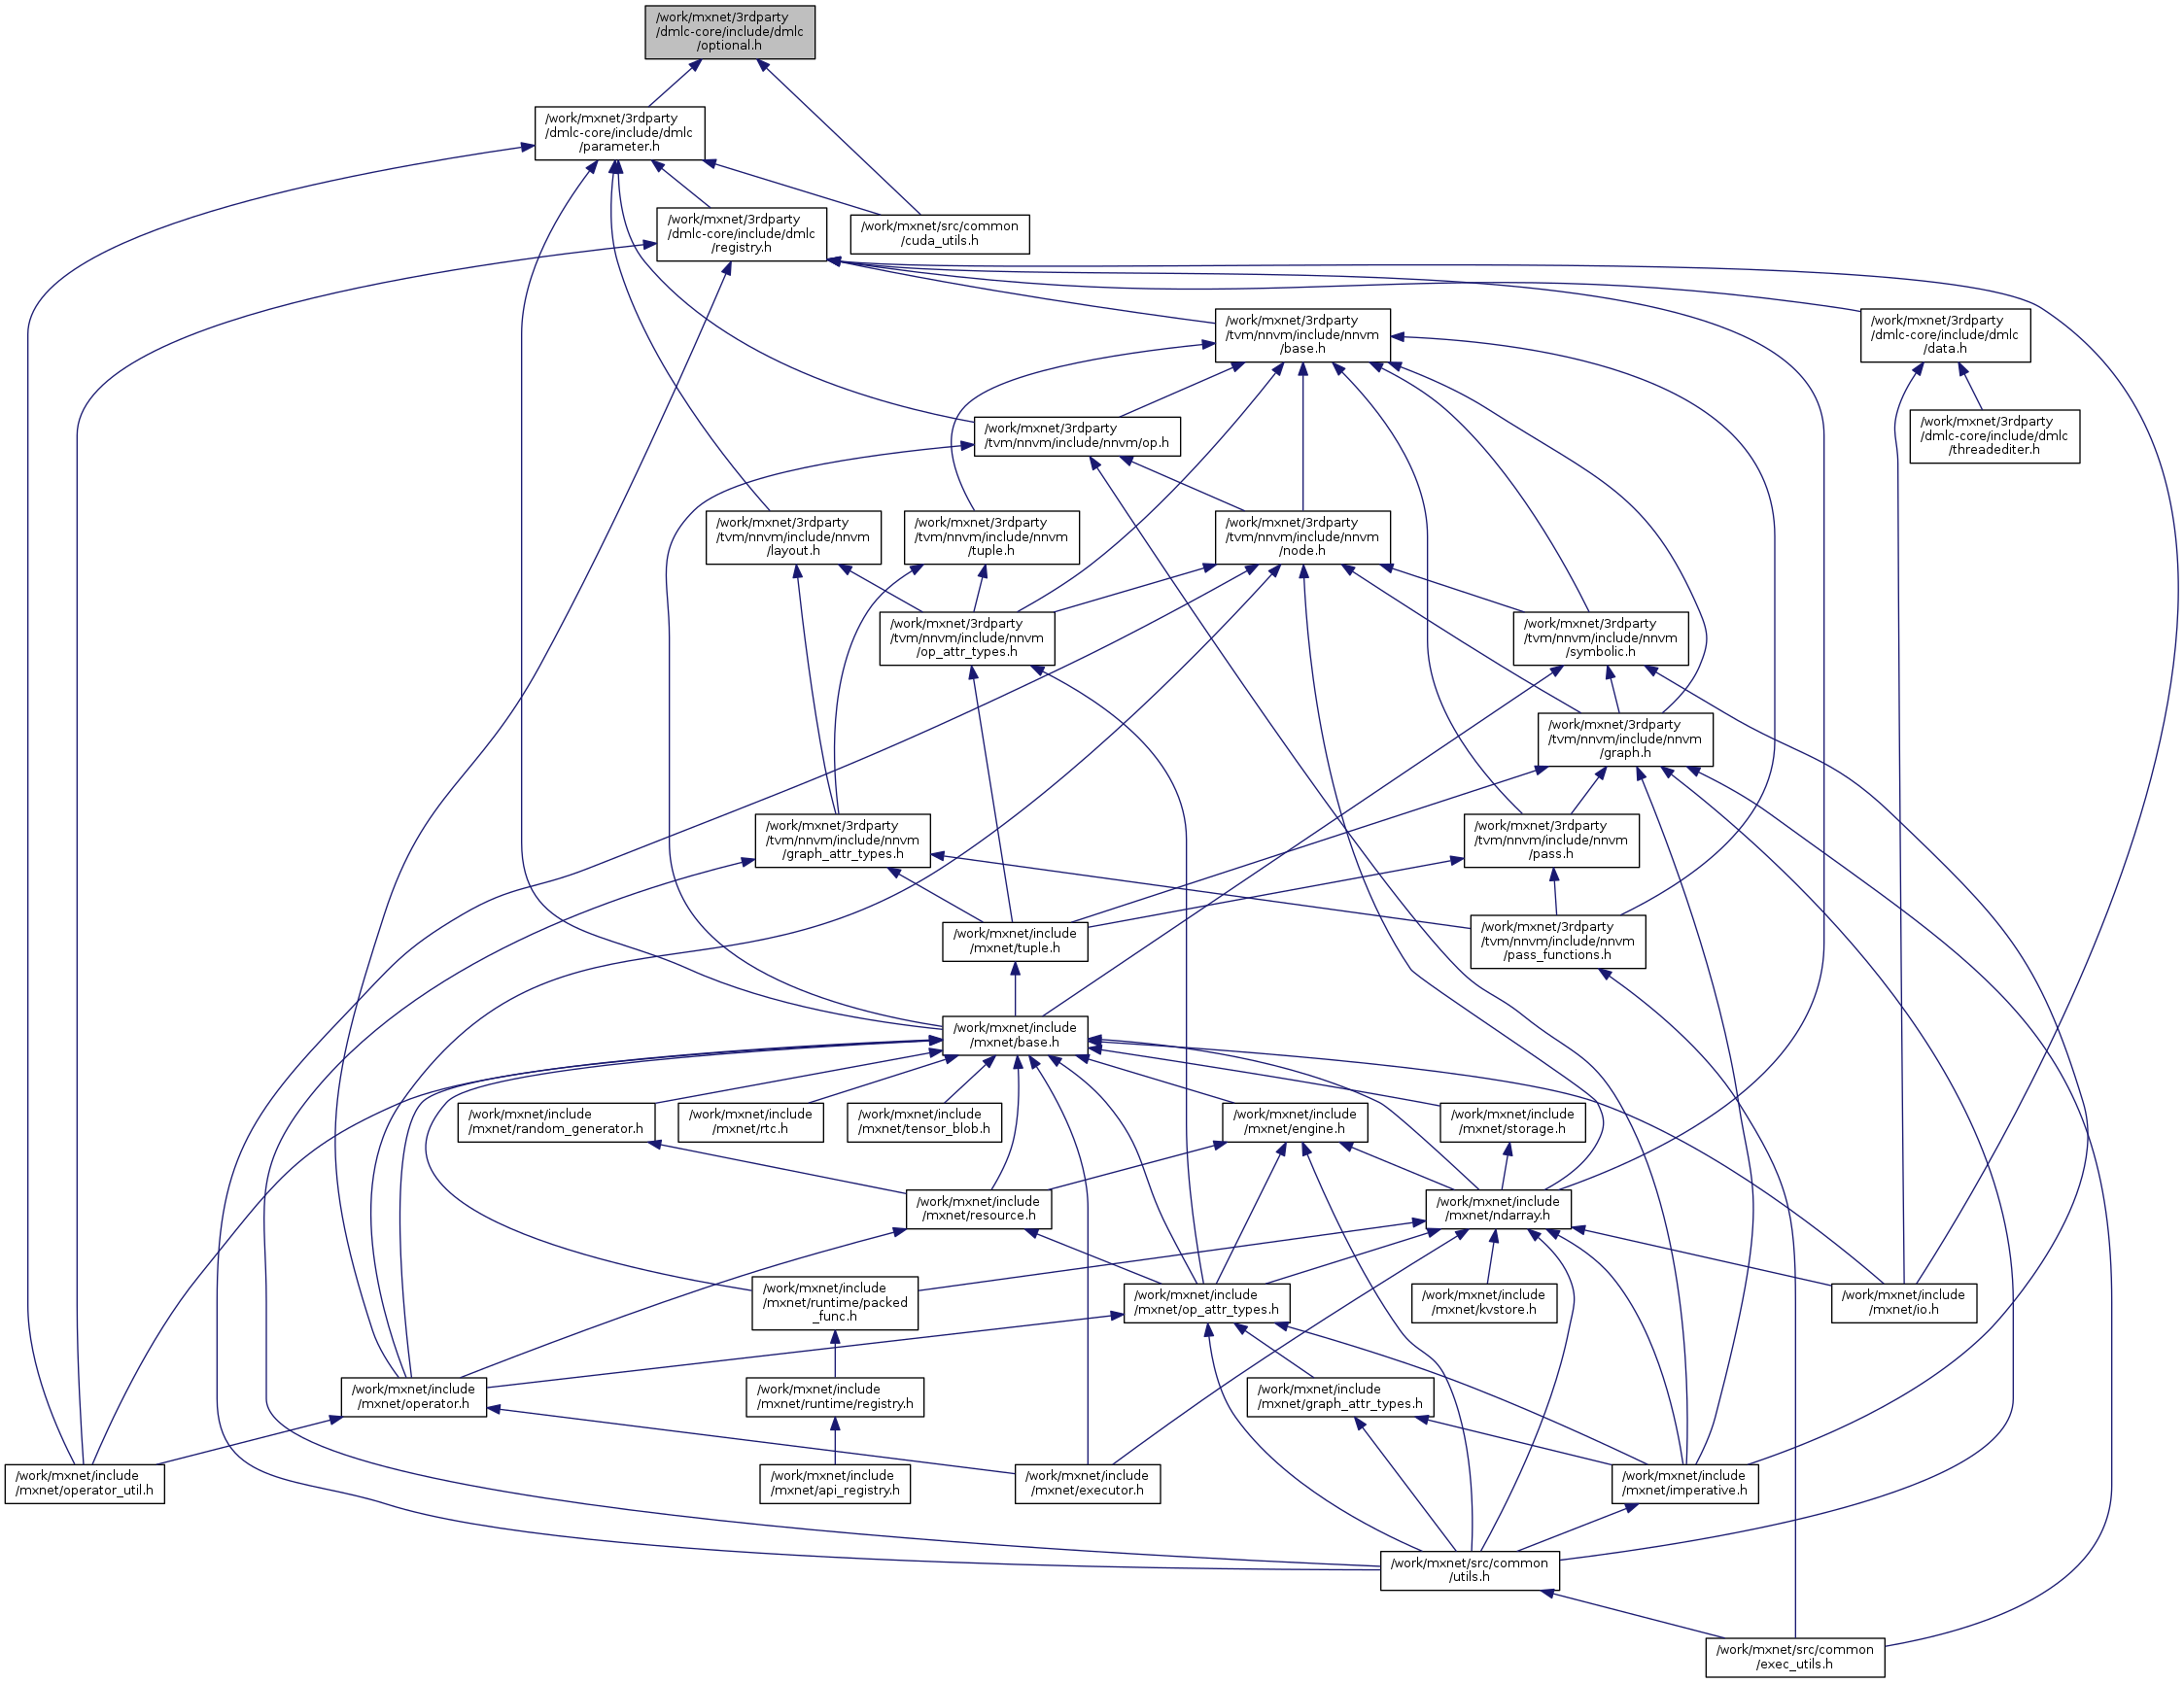 /work/mxnet/3rdparty
/dmlc-core/include/dmlc
/optional.h
/work/mxnet/3rdparty
/dmlc-core/include/dmlc
/parameter.h
/work/mxnet/3rdparty
/dmlc-core/include/dmlc
/registry.h
/work/mxnet/src/common
/cuda_utils.h
/work/mxnet/3rdparty
/tvm/nnvm/include/nnvm
/base.h
/work/mxnet/3rdparty
/dmlc-core/include/dmlc
/data.h
/work/mxnet/3rdparty
/tvm/nnvm/include/nnvm/op.h
/work/mxnet/3rdparty
/dmlc-core/include/dmlc
/threadediter.h
/work/mxnet/3rdparty
/tvm/nnvm/include/nnvm
/layout.h
/work/mxnet/3rdparty
/tvm/nnvm/include/nnvm
/tuple.h
/work/mxnet/3rdparty
/tvm/nnvm/include/nnvm
/node.h
/work/mxnet/3rdparty
/tvm/nnvm/include/nnvm
/op_attr_types.h
/work/mxnet/3rdparty
/tvm/nnvm/include/nnvm
/symbolic.h
/work/mxnet/3rdparty
/tvm/nnvm/include/nnvm
/graph.h
/work/mxnet/3rdparty
/tvm/nnvm/include/nnvm
/graph_attr_types.h
/work/mxnet/3rdparty
/tvm/nnvm/include/nnvm
/pass.h
/work/mxnet/include
/mxnet/tuple.h
/work/mxnet/3rdparty
/tvm/nnvm/include/nnvm
/pass_functions.h
/work/mxnet/include
/mxnet/base.h
/work/mxnet/include
/mxnet/random_generator.h
/work/mxnet/include
/mxnet/rtc.h
/work/mxnet/include
/mxnet/tensor_blob.h
/work/mxnet/include
/mxnet/engine.h
/work/mxnet/include
/mxnet/storage.h
/work/mxnet/include
/mxnet/resource.h
/work/mxnet/include
/mxnet/ndarray.h
/work/mxnet/include
/mxnet/runtime/packed
_func.h
/work/mxnet/include
/mxnet/op_attr_types.h
/work/mxnet/include
/mxnet/kvstore.h
/work/mxnet/include
/mxnet/io.h
/work/mxnet/include
/mxnet/operator.h
/work/mxnet/include
/mxnet/runtime/registry.h
/work/mxnet/include
/mxnet/graph_attr_types.h
/work/mxnet/include
/mxnet/operator_util.h
/work/mxnet/include
/mxnet/api_registry.h
/work/mxnet/include
/mxnet/executor.h
/work/mxnet/include
/mxnet/imperative.h
/work/mxnet/src/common
/utils.h
/work/mxnet/src/common
/exec_utils.h